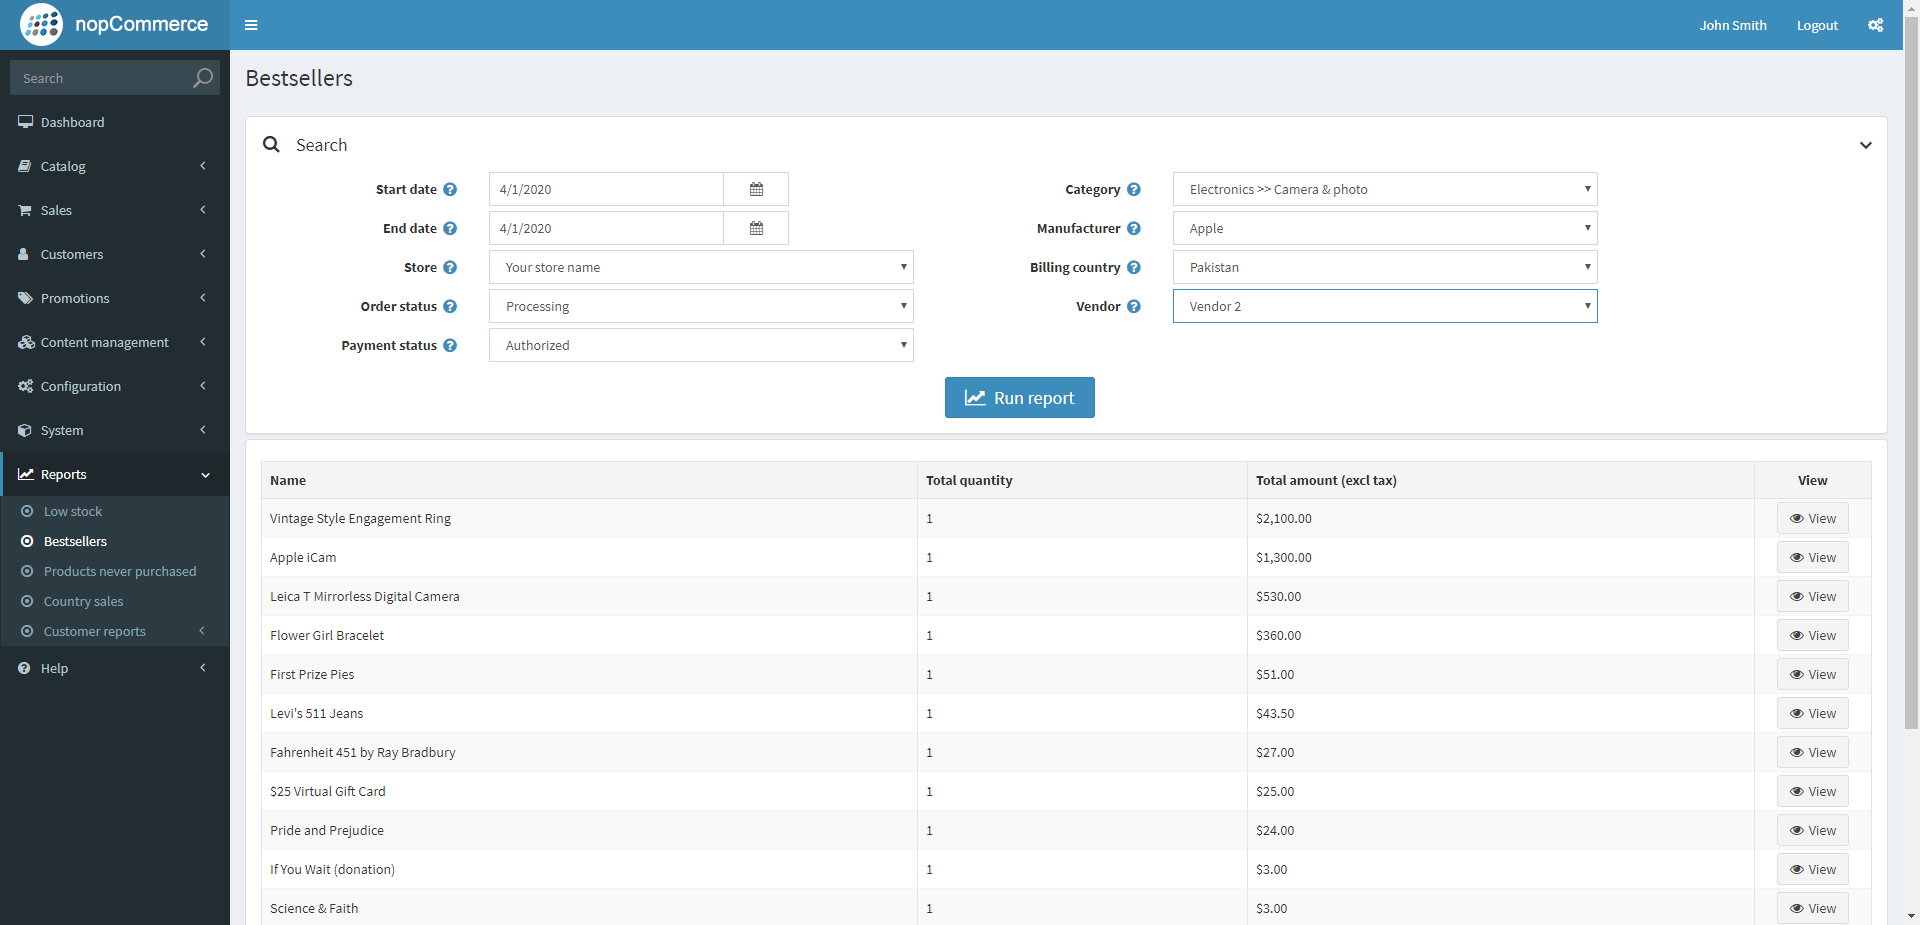 nopCommerce
John Smith
Logout
Search
Dashboard
Catalog
Sales
Customers
Promotions
Content management
Configuration
System
Reports
Low stock
Bestsellers
Products never purchased
Country sales
Customer reports
Help
Bestsellers
Search
Start date
4/1/2020
Category
Electronics >> Camera & photo
End date
4/1/2020
Manufacturer
Apple
Store
Your store name
Billing country
Pakistan
Order status
Processing
Vendor
Vendor 2
Payment status
Authorized
Run report
Name Total quantity Total amount (excl tax) View
Vintage Style Engagement Ring 1 $2,100.00 View
Apple iCam 1 $1,300.00 View
Leica T Mirrorless Digital Camera 1 $530.00 View
Flower Girl Bracelet 1 $360.00 View
First Prize Pies 1 $51.00 View
Levi's 511 Jeans 1 $43.50 View
Fahrenheit 451 by Ray Bradbury 1 $27.00 View
$25 Virtual Gift Card 1 $25.00 View
Pride and Prejudice 1 $24.00 View
If You Wait (donation) 1 $3.00 View
Science & Faith 1 $3.00 View